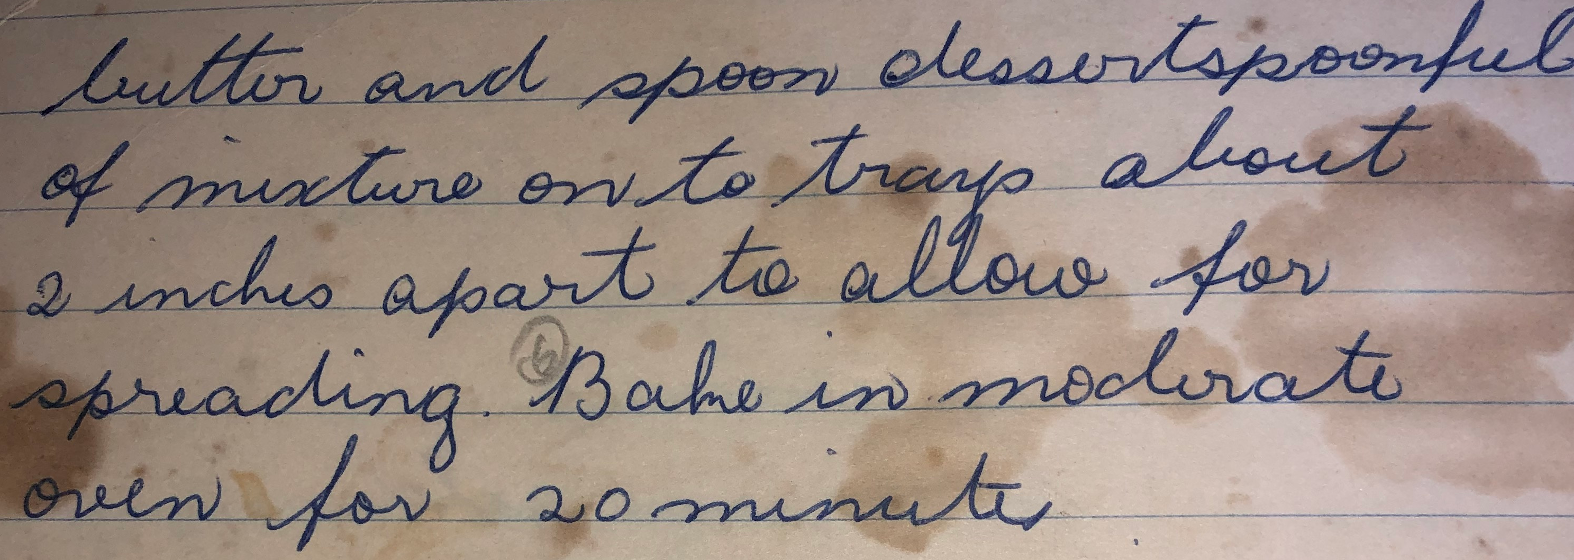 butter and spoon dessertspoonful
of mixture on to trays about
2 inches apart to allow for
spreading. ⑥ Bake in moderate
oven for 20 minutes